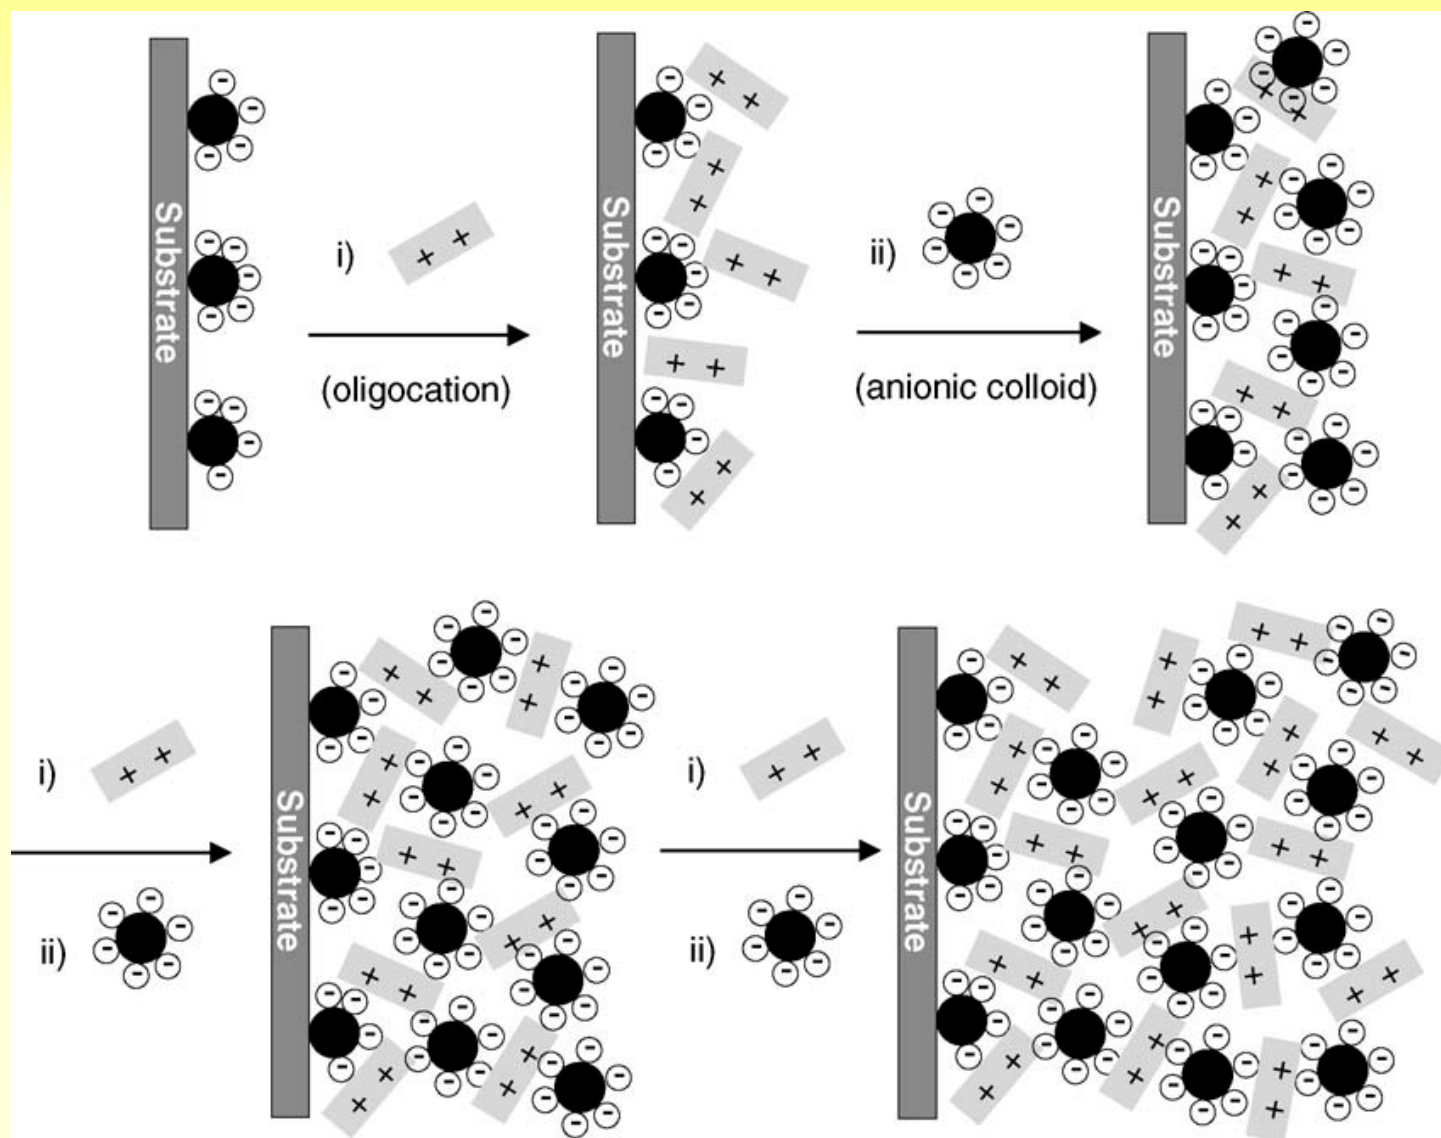 Substrate
i)
(oligocation)
Substrate
ii)
(anionic colloid)
Substrate
i)
ii)
Substrate
i)
ii)
Substrate